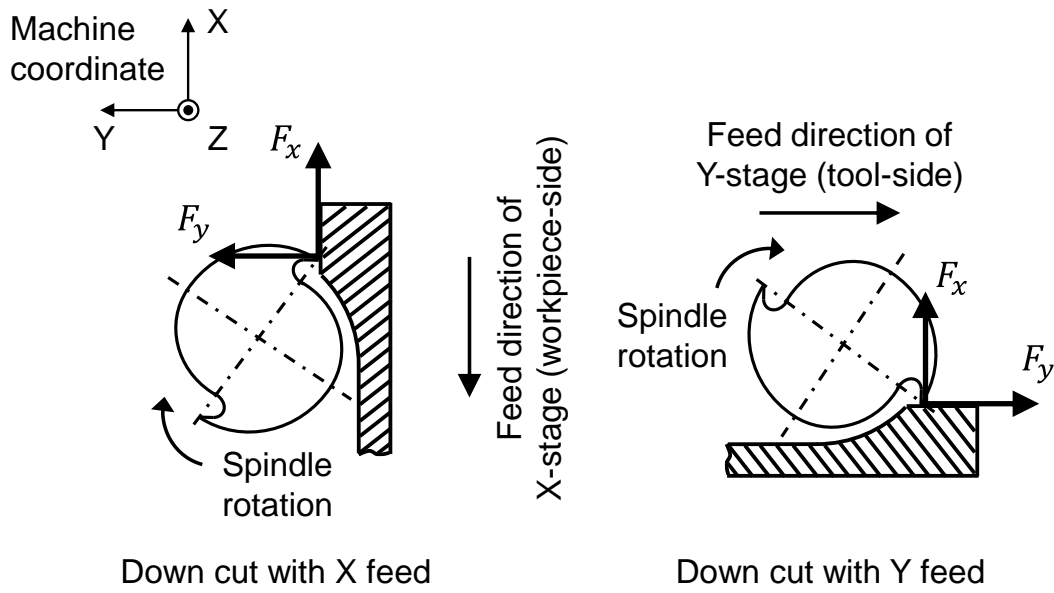 Machine
coordinate
X
Y
Z
F_x
F_y
Spindle
rotation
Feed direction of
X-stage (workpiece-side)
Down cut with X feed
Feed direction of
Y-stage (tool-side)
Spindle
rotation
F_x
F_y
Down cut with Y feed